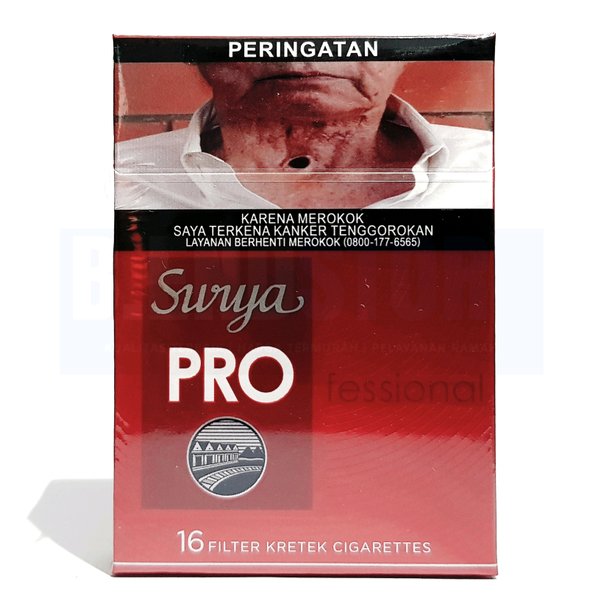 PERINGATAN
KARENA MEROKOK
SAYA TERKENA KANKER TENGGOROKAN
LAYANAN BERHENTI MEROKOK (0800-177-6565)
Surya
PRO fessional
16 FILTER KRETEK CIGARETTES